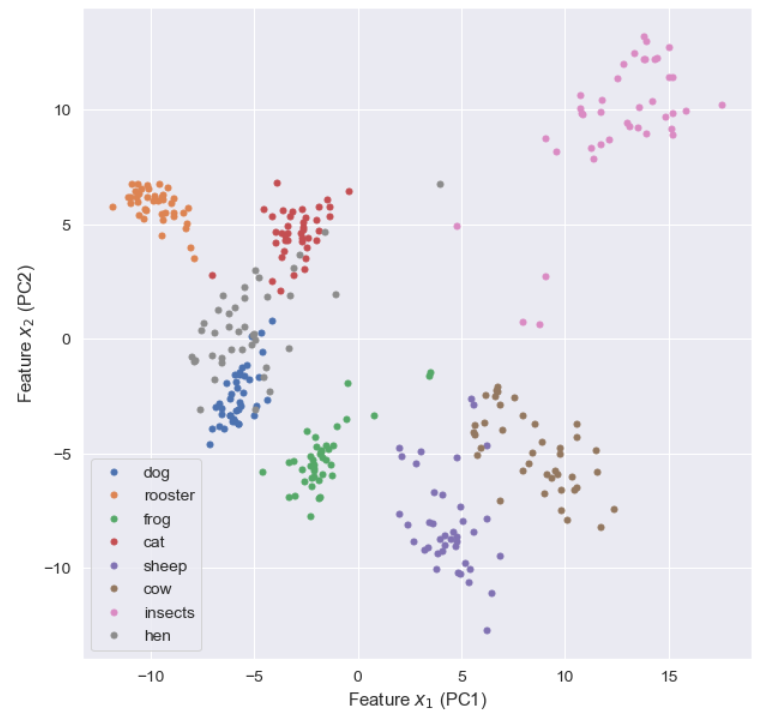 10
5
0
−5
−10
Feature x₂ (PC2)
dog
rooster
frog
cat
sheep
cow
insects
hen
−10 −5 0 5 10 15
Feature x₁ (PC1)